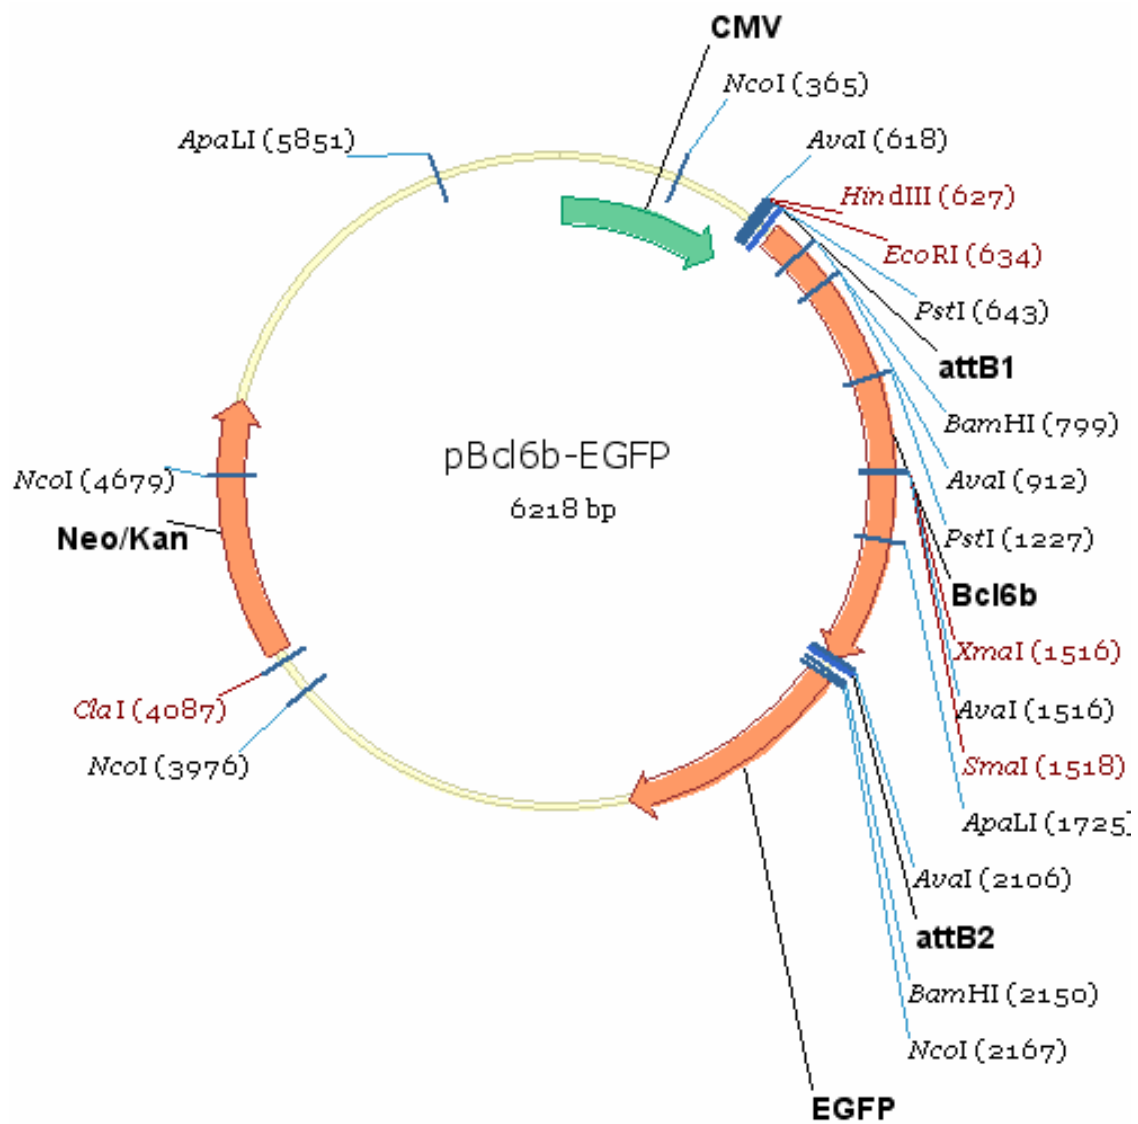 CMV
NcoI (365)
ApaLI (5851)
AvaI (618)
HindIII (627)
EcoRI (634)
PstI (643)
attB1
BamHI (799)
pBcl6b-EGFP
NcoI (4679)
AvaI (912)
6218 bp
Neo/Kan
PstI (1227)
Bcl6b
XmaI (1516)
ClaI (4087)
AvaI (1516)
NcoI (3976)
SmaI (1518)
ApaLI (1725)
AvaI (2106)
attB2
BamHI (2150)
NcoI (2167)
EGFP